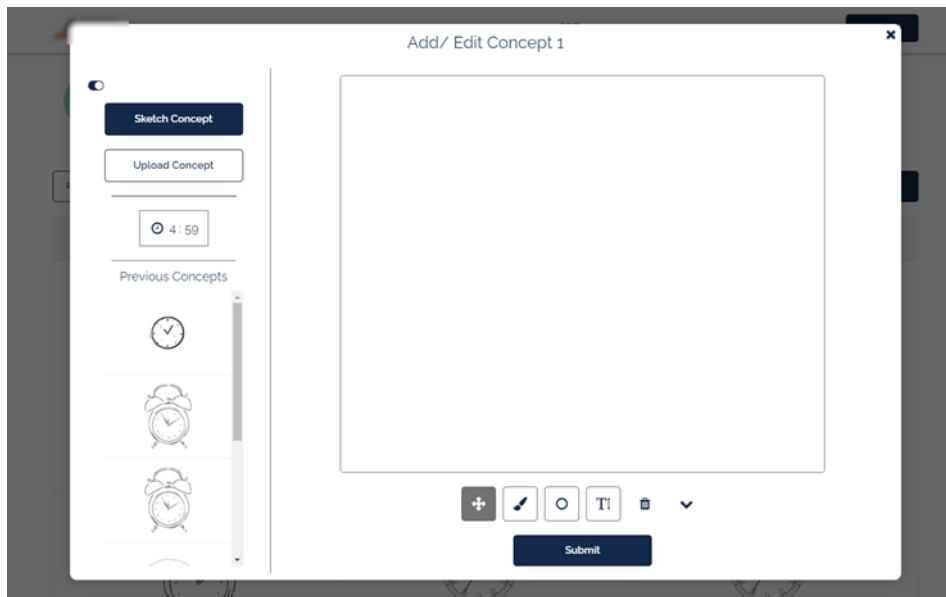 Add/ Edit Concept 1
Sketch Concept
Upload Concept
4 : 59
Previous Concepts
T
Submit